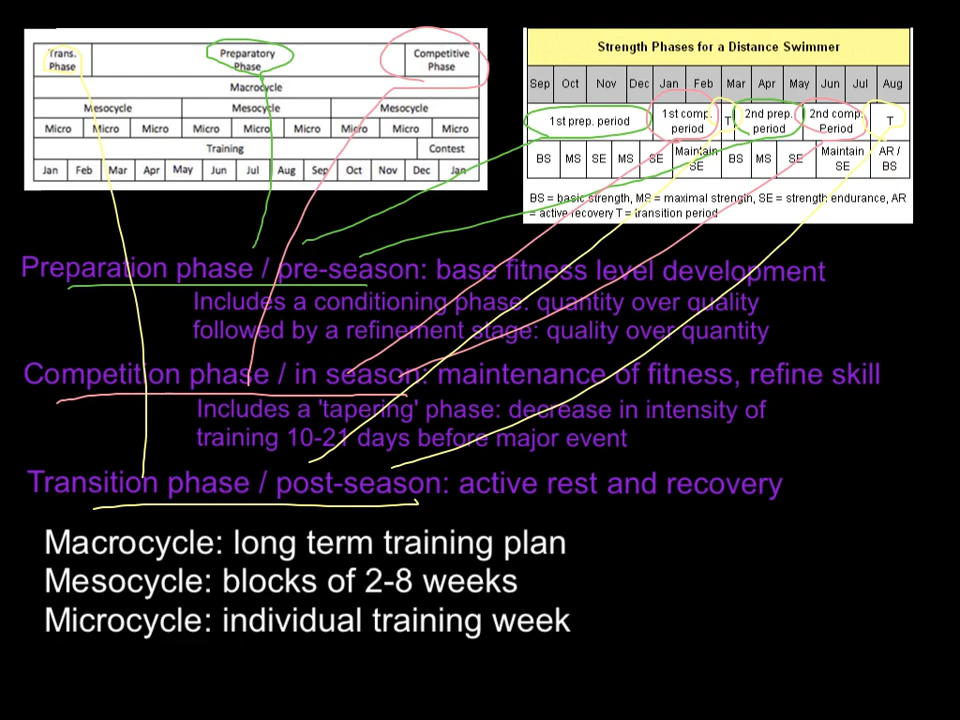 Trans. Phase Preparatory Phase Competitive Phase
Macrocycle
Mesocycle Mesocycle Mesocycle
Micro Micro Micro Micro Micro Micro Micro Micro Micro
Training Contest
Jan Feb Mar Apr May Jun Jul Aug Sep Oct Nov Dec Jan
Strength Phases for a Distance Swimmer
Sep Oct Nov Dec Jan Feb Mar Apr May Jun Jul Aug
1st prep. period 1st comp. period T 2nd prep. period 2nd comp. Period T
BS MS SE MS SE Maintain SE BS MS SE Maintain SE AR / BS
BS = basic strength, MS = maximal strength, SE = strength endurance, AR
= active recovery T = transition period
Preparation phase / pre-season: base fitness level development
Includes a conditioning phase: quantity over quality
followed by a refinement stage: quality over quantity
Competition phase / in season: maintenance of fitness, refine skill
Includes a 'tapering' phase: decrease in intensity of
training 10-21 days before major event
Transition phase / post-season: active rest and recovery
Macrocycle: long term training plan
Mesocycle: blocks of 2-8 weeks
Microcycle: individual training week